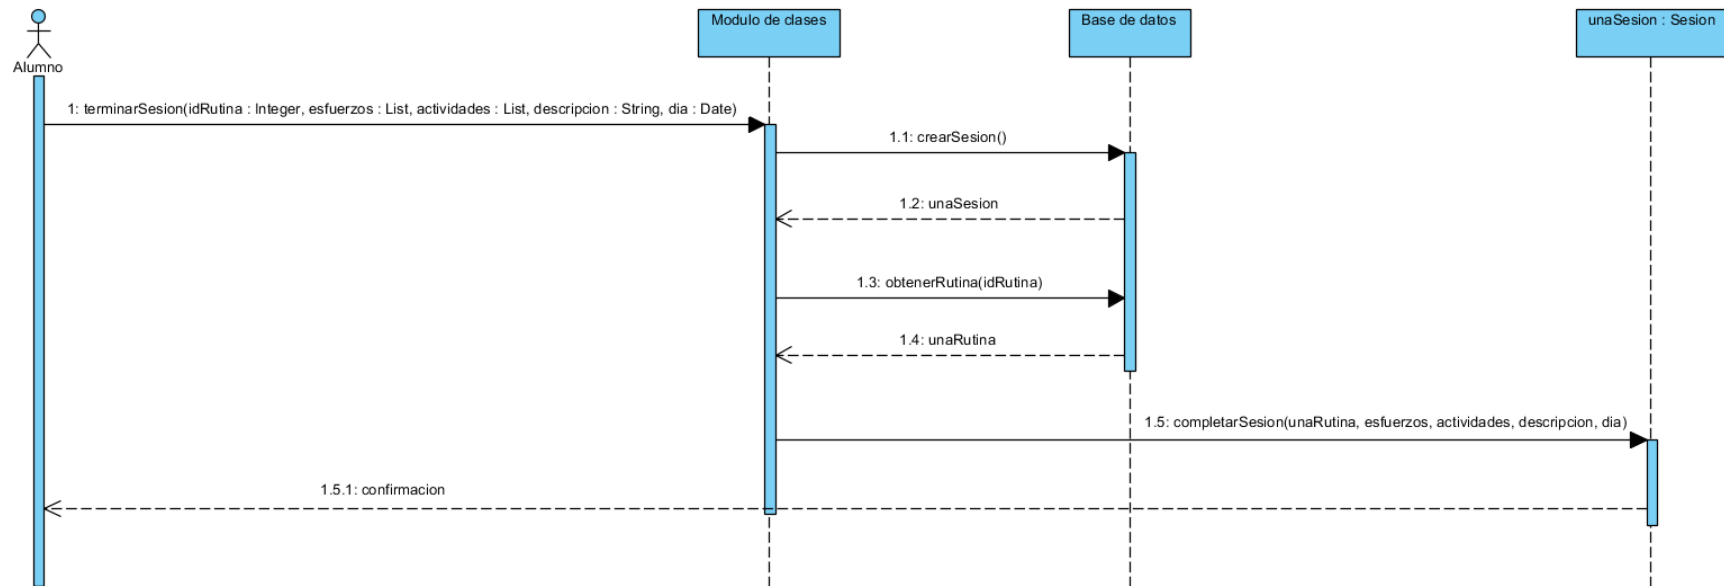 Alumno
Modulo de clases
Base de datos
unaSesion : Sesion
1: terminarSesion(idRutina : Integer, esfuerzos : List, actividades : List, descripcion : String, dia : Date)
1.1: crearSesion()
1.2: unaSesion
1.3: obtenerRutina(idRutina)
1.4: unaRutina
1.5: completarSesion(unaRutina, esfuerzos, actividades, descripcion, dia)
1.5.1: confirmacion